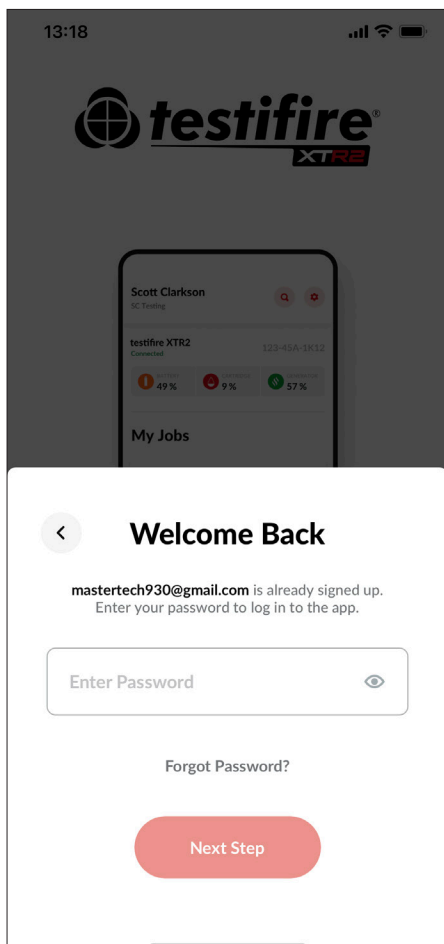 13:18
testifire®
XTR2
Scott Clarkson
SC Testing
testifire XTR2
123-45A-1K12
Connected
49 %
9 %
57 %
My Jobs
Welcome Back
mastertech930@gmail.com is already signed up.
Enter your password to log in to the app.
Enter Password
Forgot Password?
Next Step